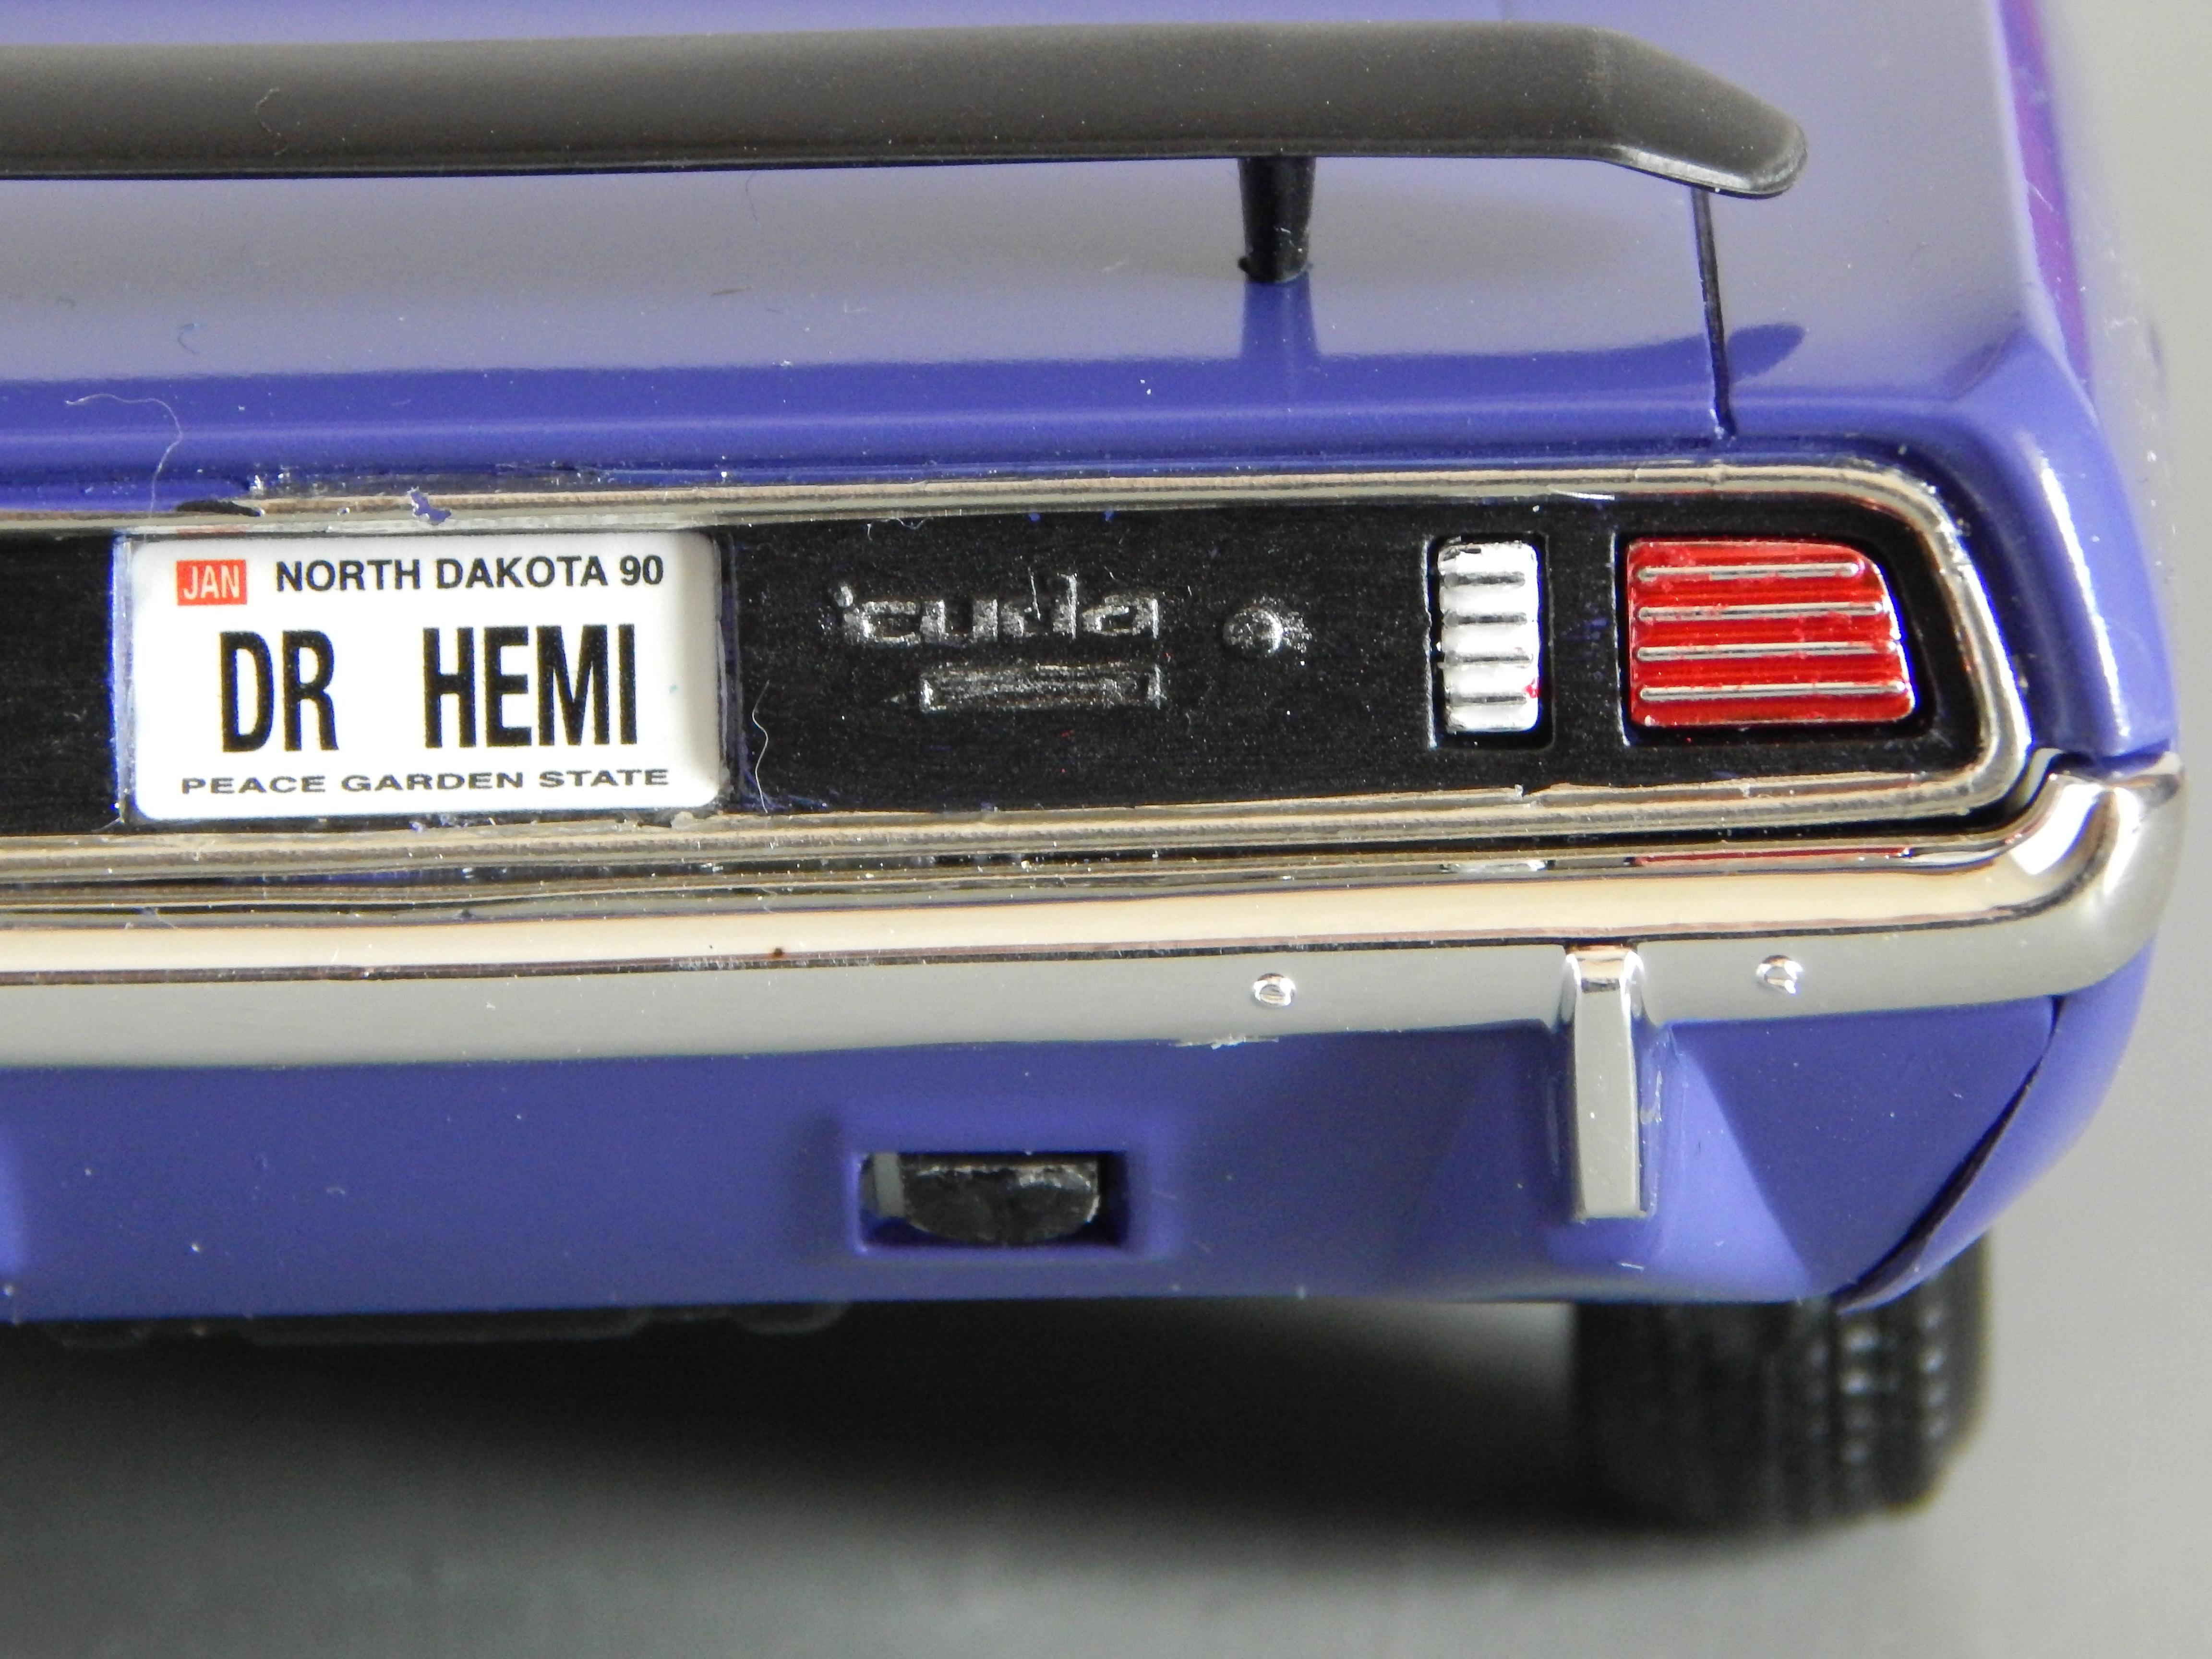 JAN NORTH DAKOTA 90
DR HEMI
PEACE GARDEN STATE
'cuda